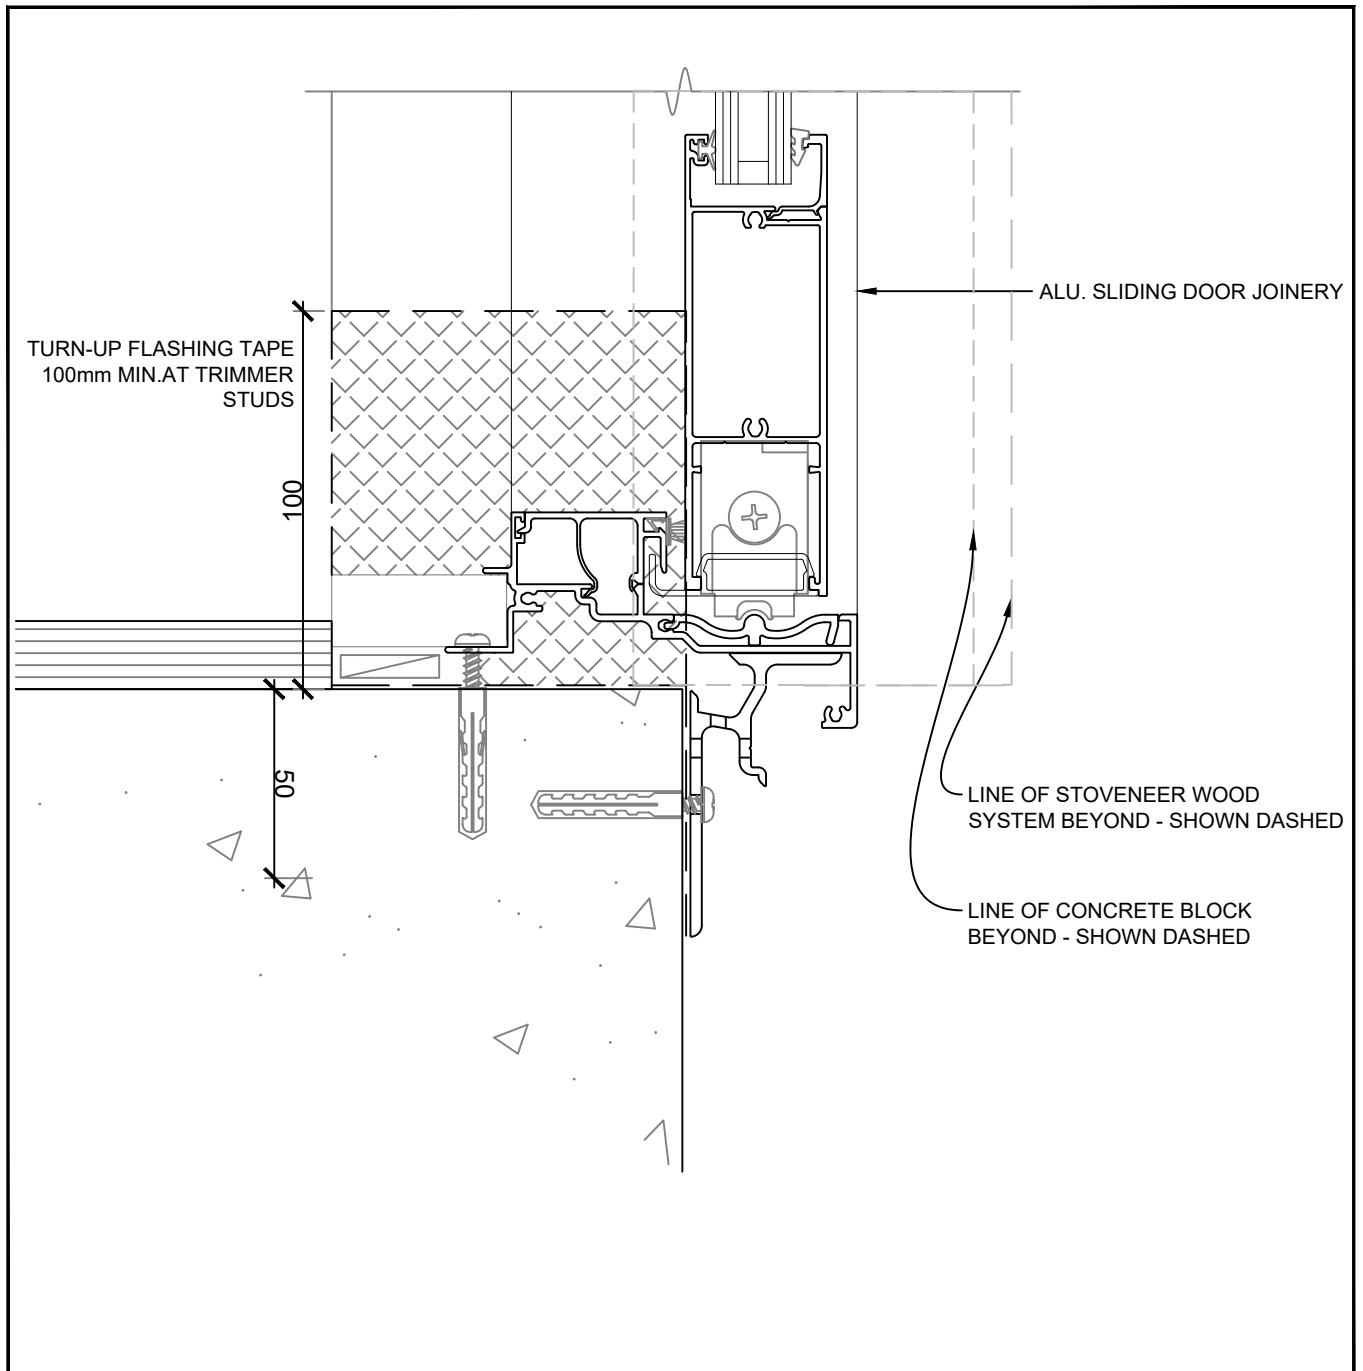 ALU. SLIDING DOOR JOINERY
TURN-UP FLASHING TAPE
100mm MIN.AT TRIMMER
STUDS
100
50
LINE OF STOVENEER WOOD
SYSTEM BEYOND - SHOWN DASHED
LINE OF CONCRETE BLOCK
BEYOND - SHOWN DASHED